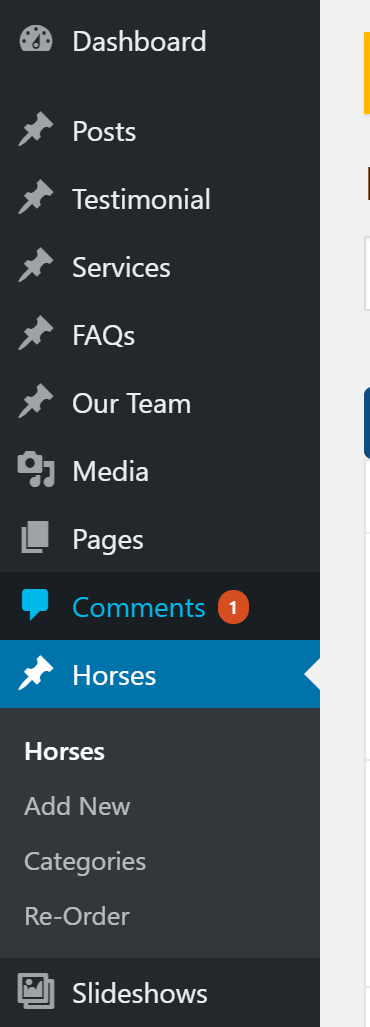 Dashboard
Posts
Testimonial
Services
FAQs
Our Team
Media
Pages
Comments 1
Horses
Horses
Add New
Categories
Re-Order
Slideshows